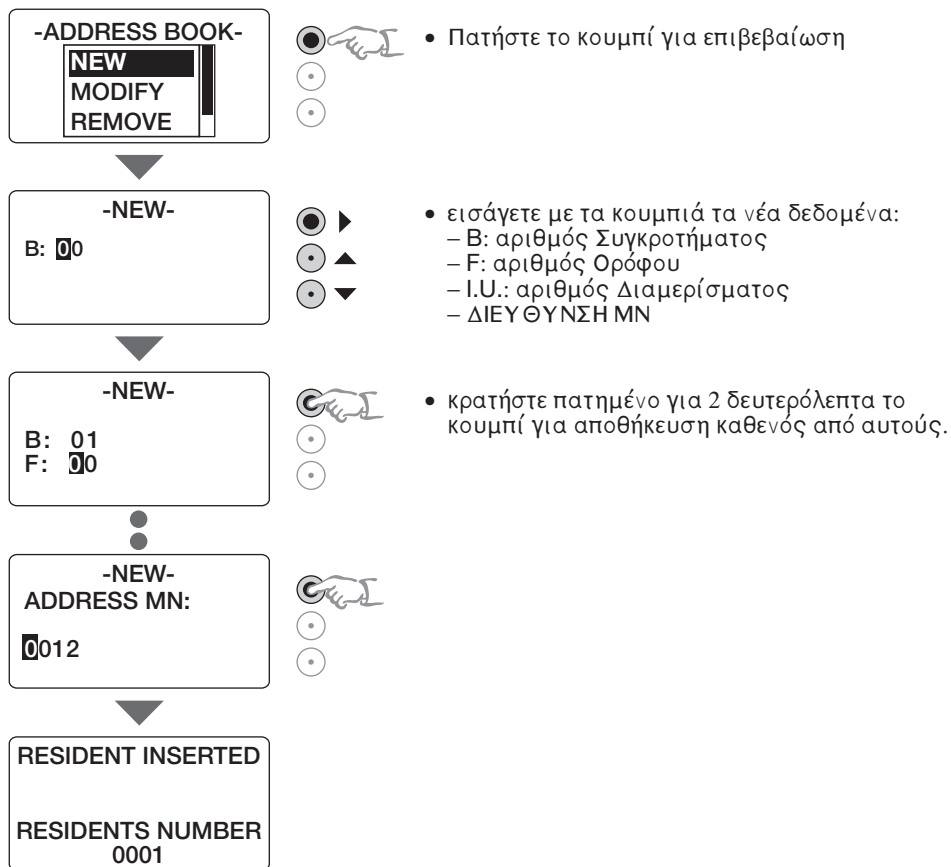 -ADDRESS BOOK-
NEW
MODIFY
REMOVE
• Πατήστε το κουμπί για επιβεβαίωση
-NEW-
B: 00
• εισάγετε με τα κουμπιά τα νέα δεδομένα:
– B: αριθμός Συγκροτήματος
– F: αριθμός Ορόφου
– I.U.: αριθμός Διαμερίσματος
– ΔΙΕΥΘΥΝΣΗ MN
-NEW-
B: 01
F: 00
• κρατήστε πατημένο για 2 δευτερόλεπτα το
κουμπί για αποθήκευση καθενός από αυτούς.
-NEW-
ADDRESS MN:
0012
RESIDENT INSERTED
RESIDENTS NUMBER
0001